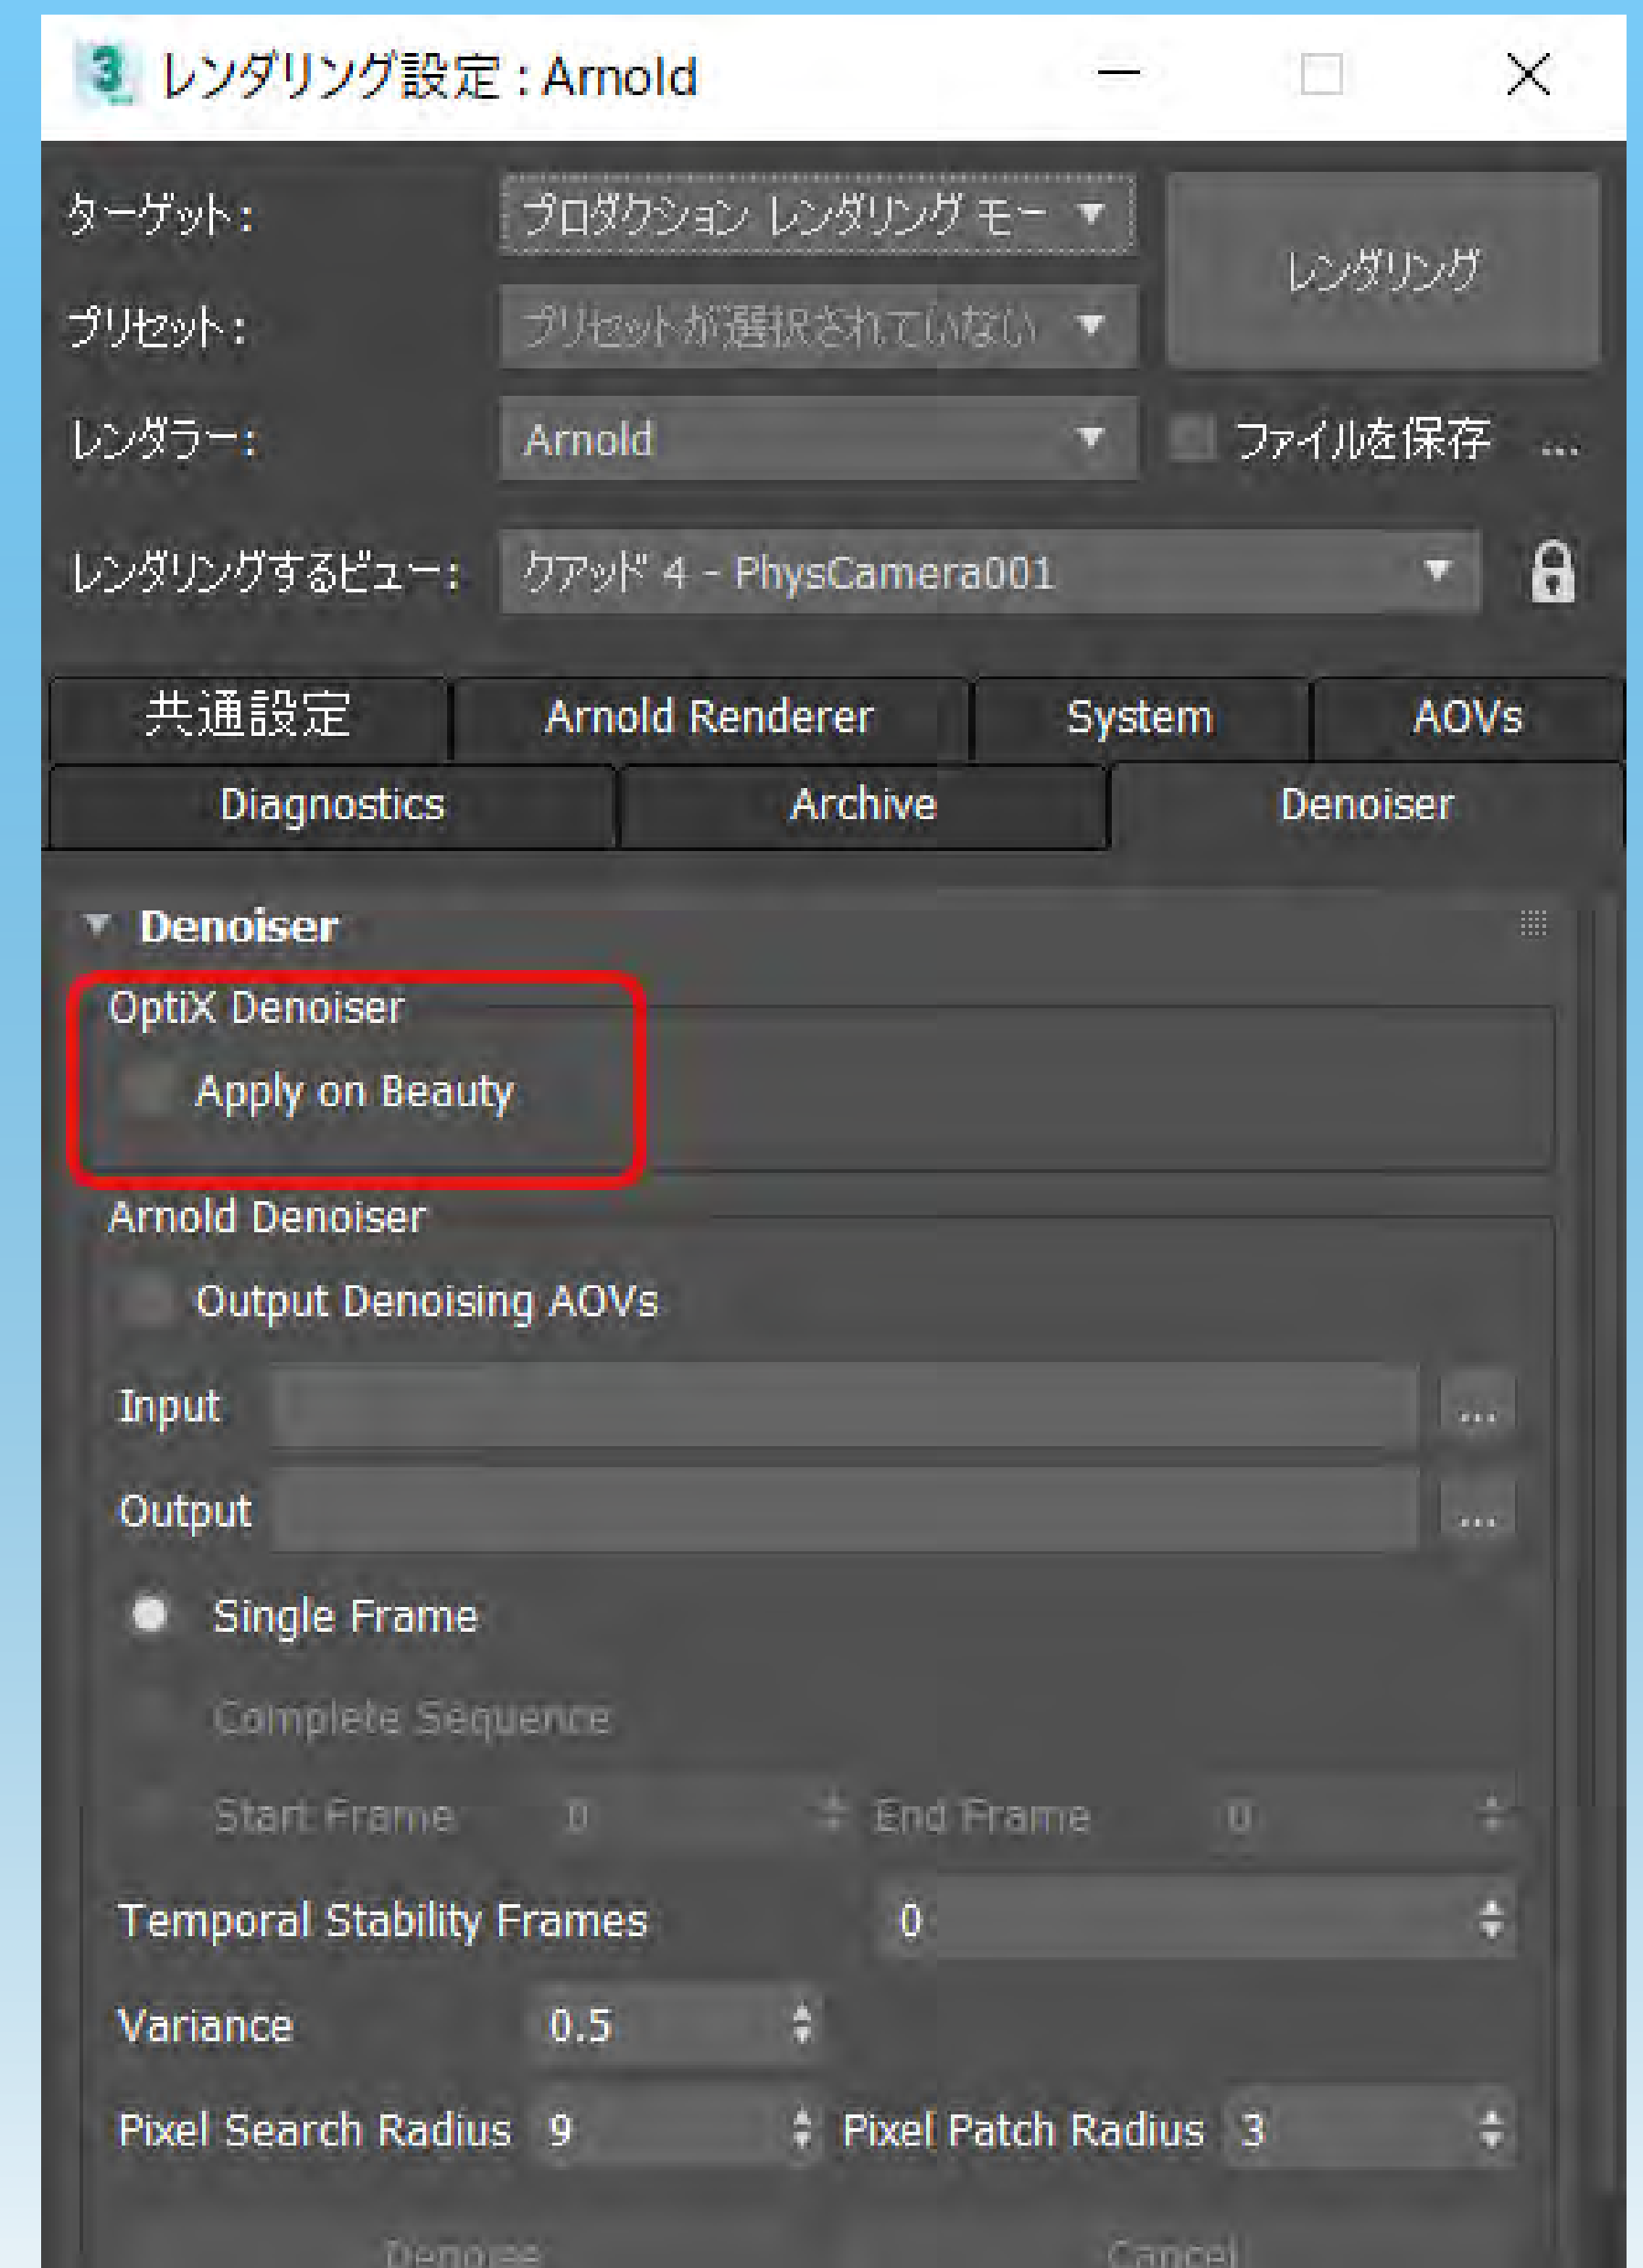 レンダリング設定 : Arnold
ターゲット: プロダクション レンダリング モー
レンダリング
プリセット: プリセットが選択されていない
レンダラー: Arnold ファイルを保存 ...
レンダリングするビュー: クアッド 4 - PhysCamera001
共通設定 Arnold Renderer System AOVs
Diagnostics Archive Denoiser
Denoiser
OptiX Denoiser
Apply on Beauty
Arnold Denoiser
Output Denoising AOVs
Input ...
Output ...
Single Frame
Complete Sequence
Start Frame 0 End Frame 0
Temporal Stability Frames 0
Variance 0.5
Pixel Search Radius 9 Pixel Patch Radius 3
Denoise Cancel